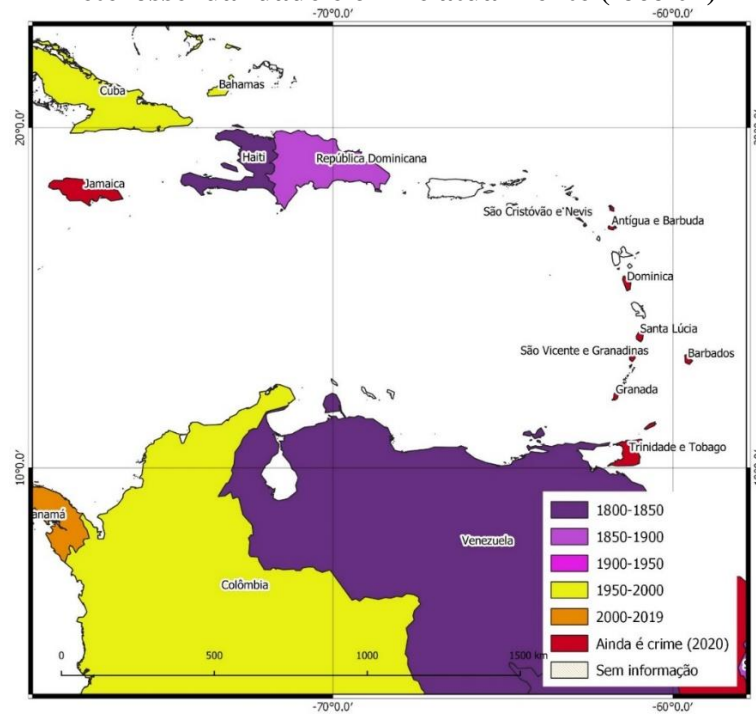 -70°0.0'
-60°0.0'
Cuba
Bahamas
20°0.0'
Haiti
República Dominicana
Jamaica
São Cristóvão e Nevis
Antígua e Barbuda
Dominica
Santa Lúcia
São Vicente e Granadinas
Barbados
Granada
Trinidade e Tobago
10°0.0'
anamá
Venezuela
Colômbia
1800-1850
1850-1900
1900-1950
1950-2000
2000-2019
Ainda é crime (2020)
Sem informação
0 500 1000 1500 km
-70°0.0'
-60°0.0'